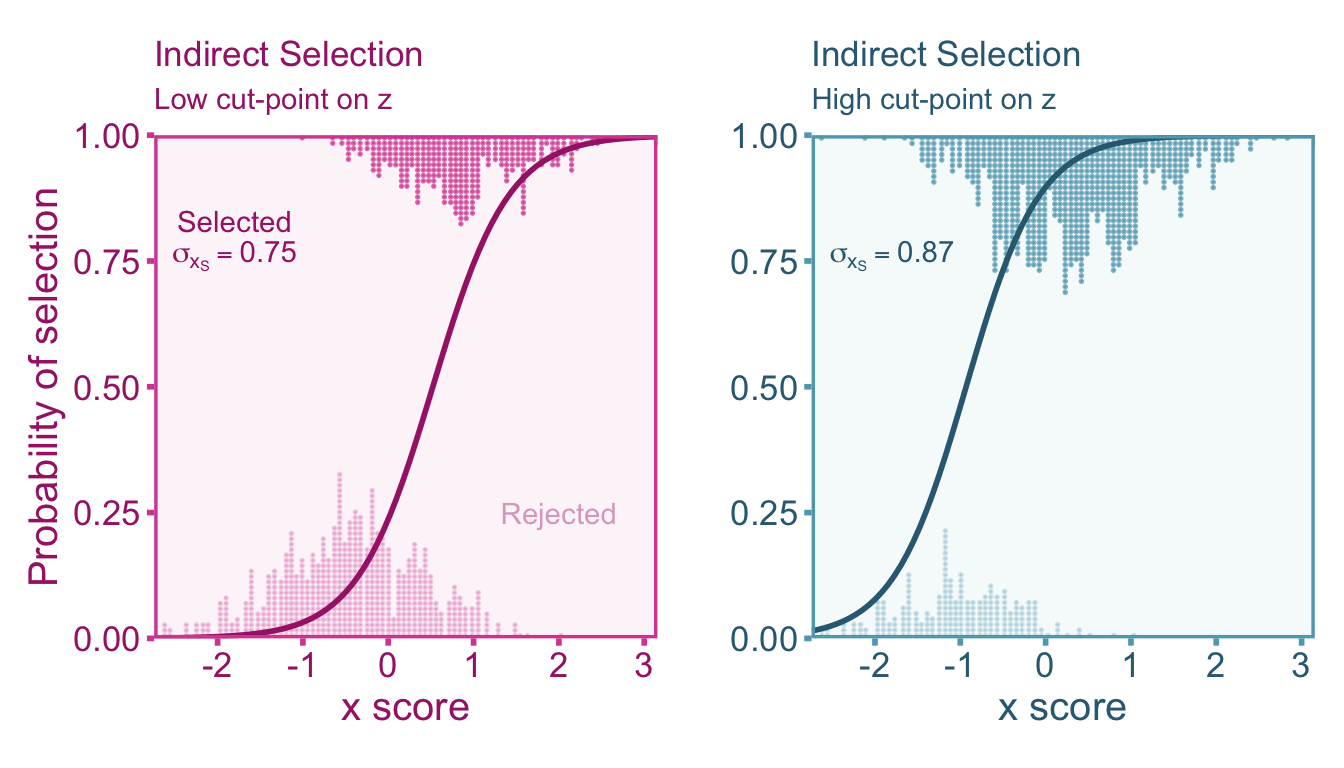 Indirect Selection
Low cut-point on z
1.00
0.75
0.50
0.25
0.00
Probability of selection
Selected
σxS = 0.75
Rejected
-2 -1 0 1 2 3
x score
Indirect Selection
High cut-point on z
1.00
0.75
0.50
0.25
0.00
σxS = 0.87
-2 -1 0 1 2 3
x score